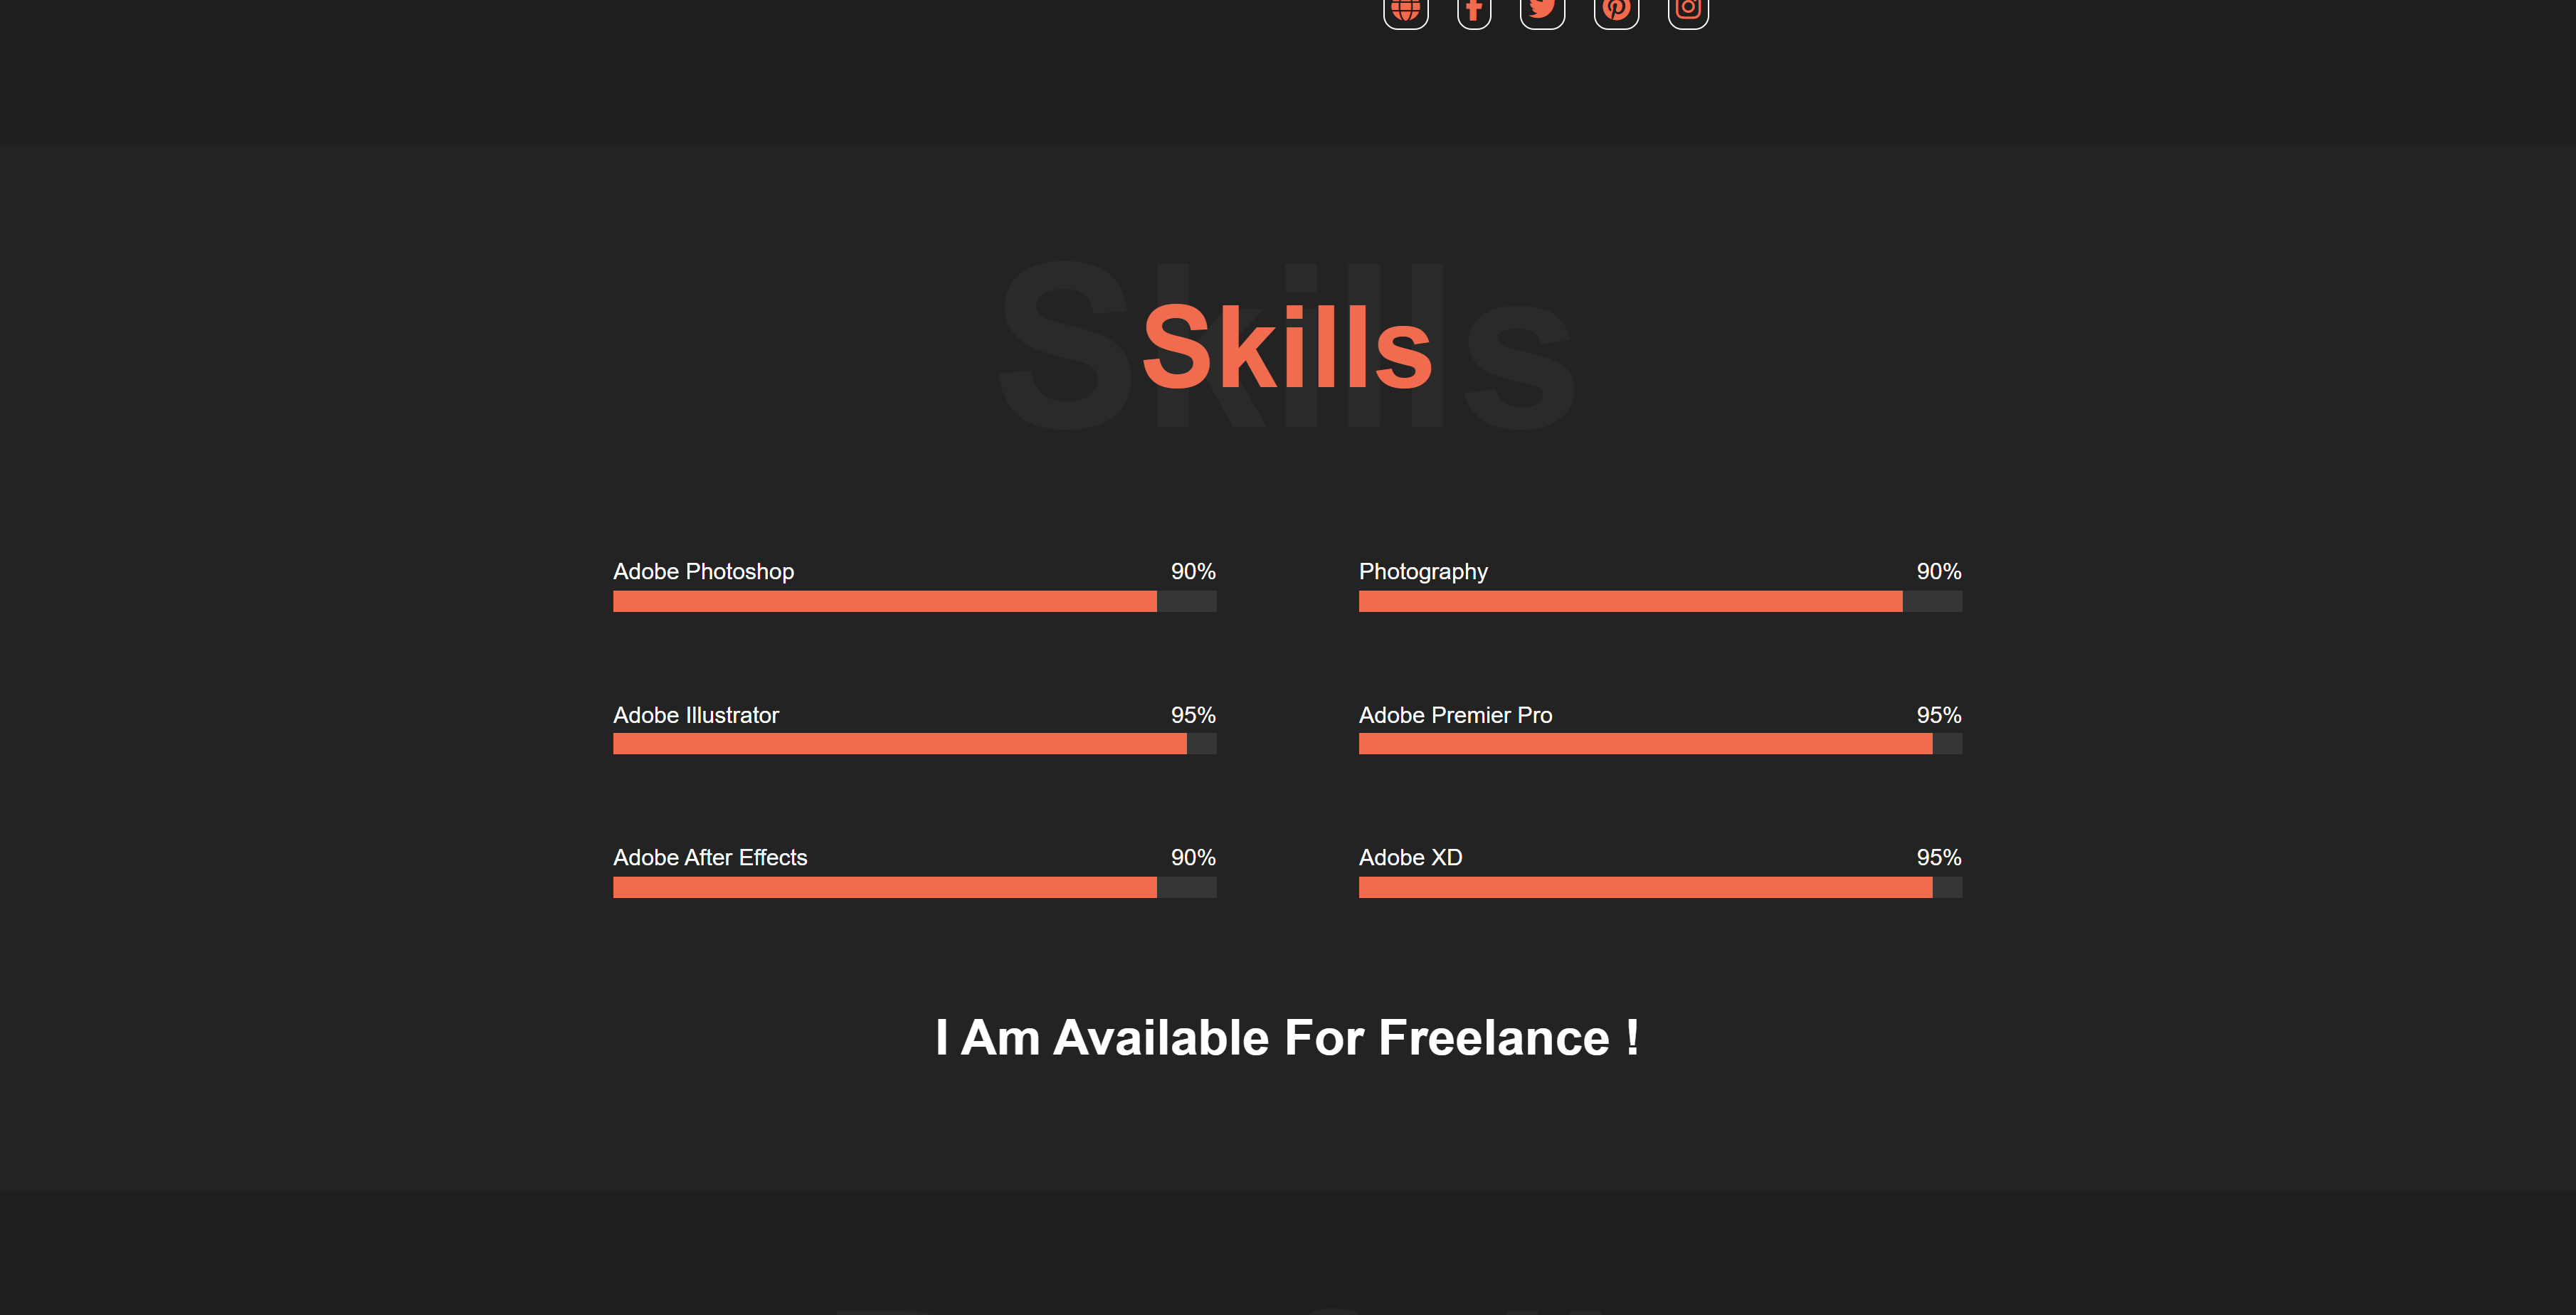 Skills
Skills
Adobe Photoshop 90%
Photography 90%
Adobe Illustrator 95%
Adobe Premier Pro 95%
Adobe After Effects 90%
Adobe XD 95%
I Am Available For Freelance !